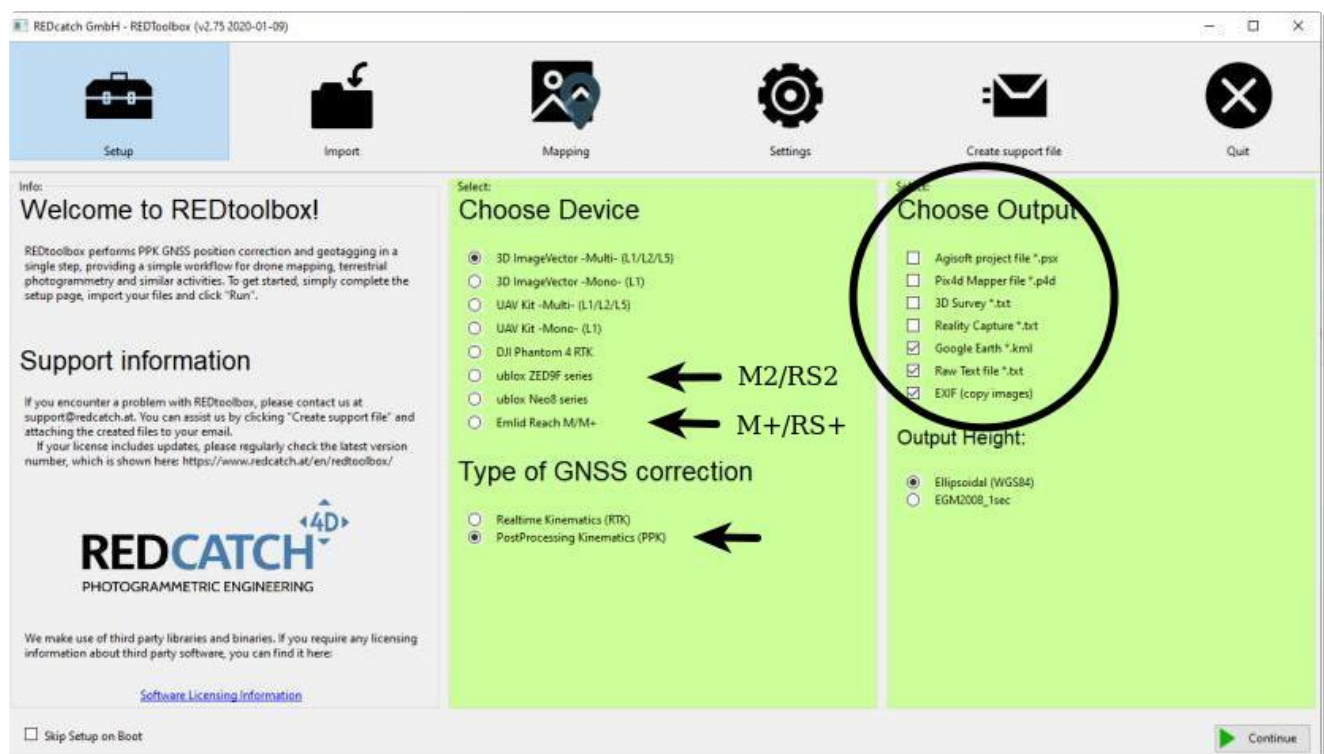 REDcatch GmbH - REDToolbox (v2.75 2020-01-09)
Setup
Import
Mapping
Settings
Create support file
Quit
Info:
Welcome to REDtoolbox!
REDtoolbox performs PPK GNSS position correction and geotagging in a
single step, providing a simple workflow for drone mapping, terrestrial
photogrammetry and similar activities. To get started, simply complete the
setup page, import your files and click "Run".
Support information
If you encounter a problem with REDtoolbox, please contact us at
support@redcatch.at. You can assist us by clicking "Create support file" and
attaching the created files to your email.
If your license includes updates, please regularly check the latest version
number, which is shown here: https://www.redcatch.at/en/redtoolbox/
REDCATCH 4D
PHOTOGRAMMETRIC ENGINEERING
We make use of third party libraries and binaries. If you require any licensing
information about third party software, you can find it here:
Software Licensing Information
Skip Setup on Boot
Select:
Choose Device
3D ImageVector -Multi- (L1/L2/L5)
3D ImageVector -Mono- (L1)
UAV Kit -Multi- (L1/L2/L5)
UAV Kit -Mono- (L1)
DJI Phantom 4 RTK
ublox ZED9F series
M2/RS2
ublox Neo8 series
Emlid Reach M/M+
M+/RS+
Type of GNSS correction
Realtime Kinematics (RTK)
PostProcessing Kinematics (PPK)
Select:
Choose Output
Agisoft project file *.psx
Pix4d Mapper file *.p4d
3D Survey *.txt
Reality Capture *.txt
Google Earth *.kml
Raw Text file *.txt
EXIF (copy images)
Output Height:
Ellipsoidal (WGS84)
EGM2008_1sec
Continue